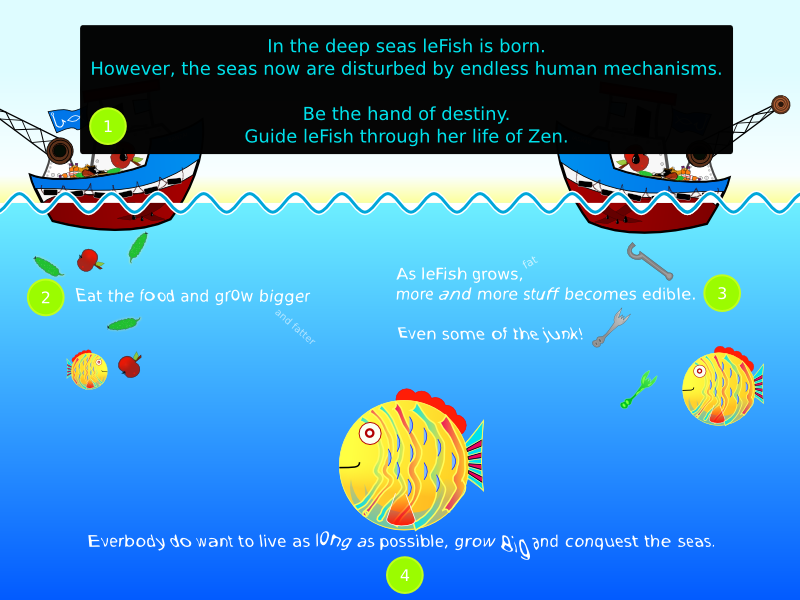 In the deep seas leFish is born.
However, the seas now are disturbed by endless human mechanisms.
Be the hand of destiny.
Guide leFish through her life of Zen.
1
2
Eat the food and grow bigger
and fatter
As leFish grows, fat
more and more stuff becomes edible.
3
Even some of the junk!
Everbody do want to live as long as possible, grow Big and conquest the seas.
4